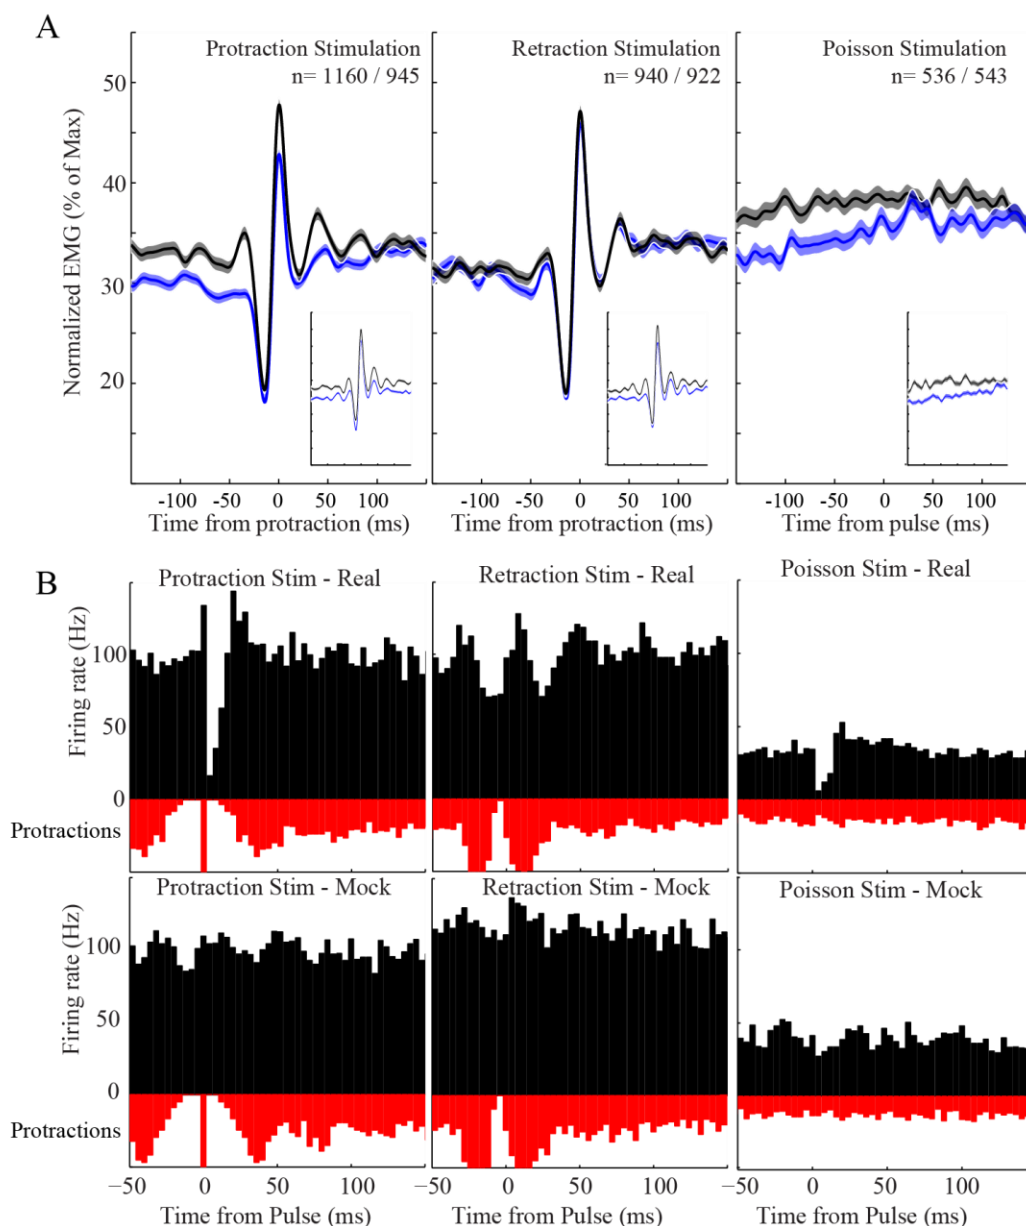 A
Protraction Stimulation
n= 1160 / 945
Retraction Stimulation
n= 940 / 922
Poisson Stimulation
n= 536 / 543
Normalized EMG (% of Max)
50
40
30
20
-100 -50 0 50 100
-100 -50 0 50 100
-100 -50 0 50 100
Time from protraction (ms)
Time from protraction (ms)
Time from pulse (ms)
B
Protraction Stim - Real
Retraction Stim - Real
Poisson Stim - Real
Firing rate (Hz)
100
50
0
Protractions
Protraction Stim - Mock
Retraction Stim - Mock
Poisson Stim - Mock
Firing rate (Hz)
100
50
0
Protractions
−50 0 50 100 −50 0 50 100 −50 0 50 100
Time from Pulse (ms)
Time from Pulse (ms)
Time from Pulse (ms)